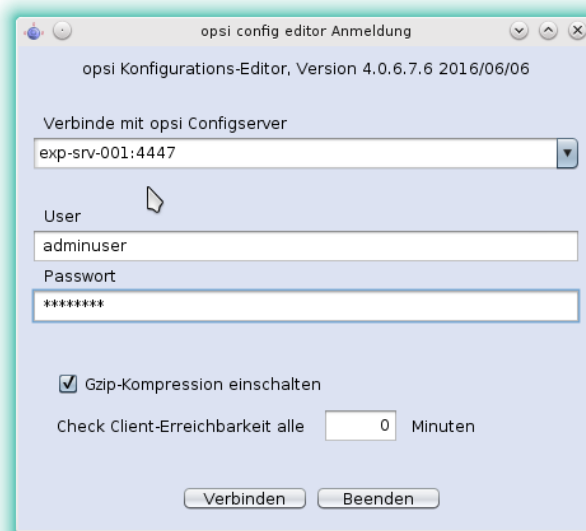 opsi config editor Anmeldung
opsi Konfigurations-Editor, Version 4.0.6.7.6 2016/06/06
Verbinde mit opsi Configserver
exp-srv-001:4447
User
adminuser
Passwort
********
Gzip-Kompression einschalten
Check Client-Erreichbarkeit alle 0 Minuten
Verbinden Beenden